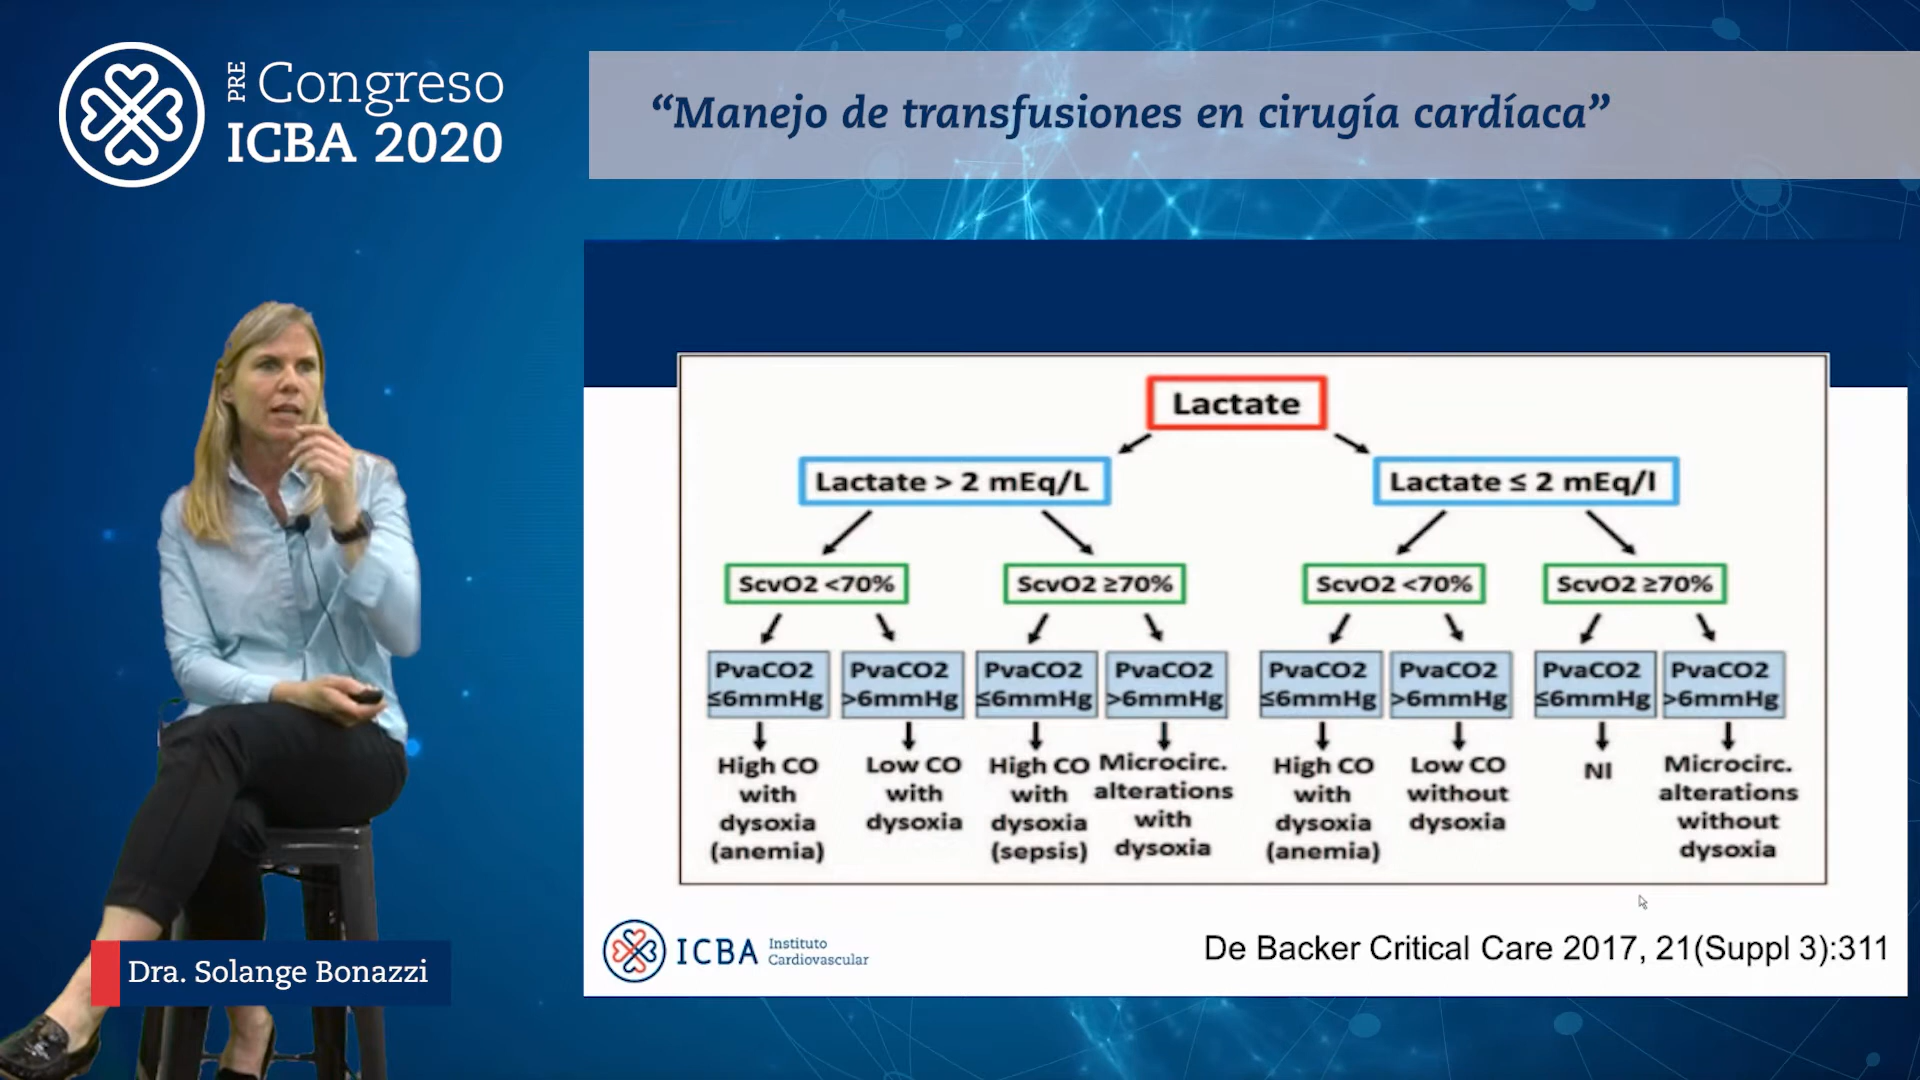 PRE
Congreso
ICBA 2020
“Manejo de transfusiones en cirugía cardíaca”
Lactate
Lactate > 2 mEq/L
Lactate ≤ 2 mEq/l
ScvO2 <70%
ScvO2 ≥70%
ScvO2 <70%
ScvO2 ≥70%
PvaCO2
≤6mmHg
PvaCO2
>6mmHg
PvaCO2
≤6mmHg
PvaCO2
>6mmHg
PvaCO2
≤6mmHg
PvaCO2
>6mmHg
PvaCO2
≤6mmHg
PvaCO2
>6mmHg
High CO
with
dysoxia
(anemia)
Low CO
with
dysoxia
High CO
with
dysoxia
(sepsis)
Microcirc.
alterations
with
dysoxia
High CO
with
dysoxia
(anemia)
Low CO
without
dysoxia
Nl
Microcirc.
alterations
without
dysoxia
ICBA
Instituto
Cardiovascular
De Backer Critical Care 2017, 21(Suppl 3):311
Dra. Solange Bonazzi